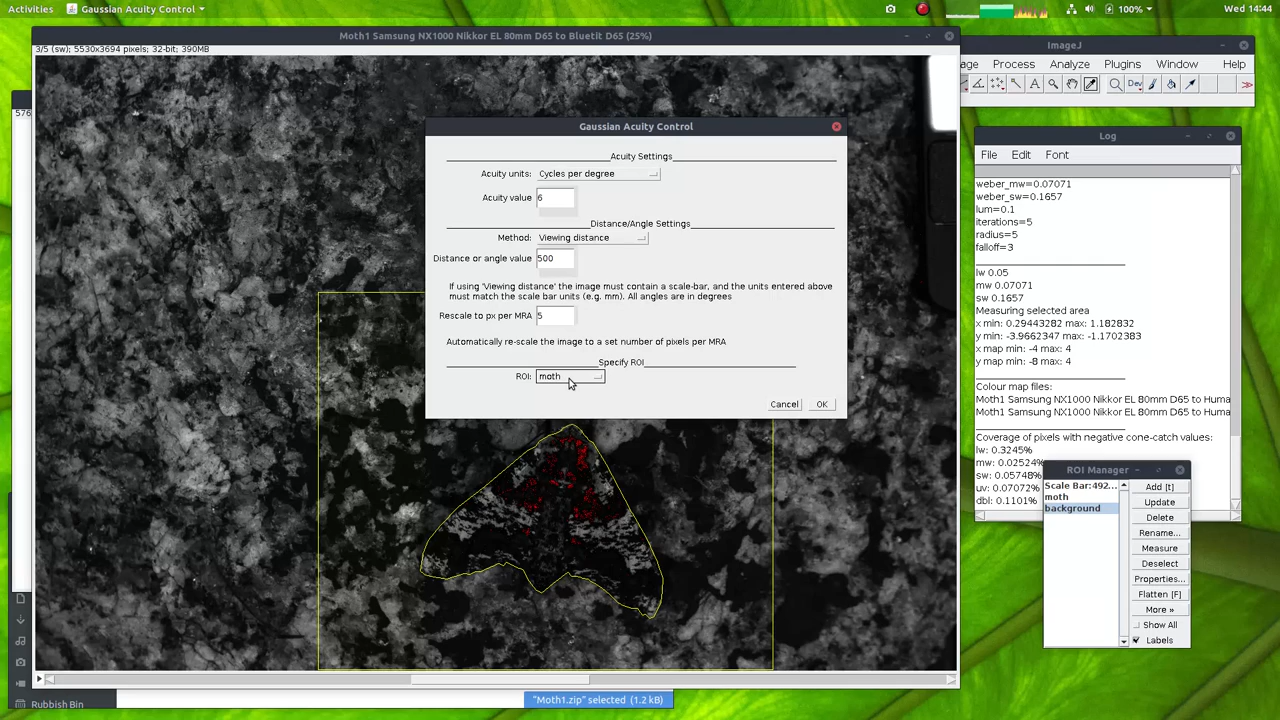 Activities
Gaussian Acuity Control
100%
Wed 14:44
Moth1 Samsung NX1000 Nikkor EL 80mm D65 to Bluetit D65 (25%)
3/5 (sw); 5530x3694 pixels; 32-bit; 390MB
576
Gaussian Acuity Control
Acuity Settings
Acuity units: Cycles per degree
Acuity value 6
Distance/Angle Settings
Method: Viewing distance
Distance or angle value 500
If using 'Viewing distance' the image must contain a scale-bar, and the units entered above
must match the scale bar units (e.g. mm). All angles are in degrees
Rescale to px per MRA 5
Automatically re-scale the image to a set number of pixels per MRA
Specify ROI
ROI: moth
Cancel OK
ImageJ
age Process Analyze Plugins Window Help
A Dev
Log
File Edit Font
weber_mw=0.07071
weber_sw=0.1657
lum=0.1
iterations=5
radius=5
falloff=3
lw 0.05
mw 0.07071
sw 0.1657
Measuring selected area
x min: 0.29443282 max: 1.182832
y min: -3.9662347 max: -1.1702383
x map min: -4 max: 4
y map min: -8 max: 4
Colour map files:
Moth1 Samsung NX1000 Nikkor EL 80mm D65 to Huma
Moth1 Samsung NX1000 Nikkor EL 80mm D65 to Huma
Coverage of pixels with negative cone-catch values:
lw: 0.3245%
mw: 0.02524%
sw: 0.05748%
uv: 0.07072%
dbl: 0.1101%
ROI Manager
Scale Bar:492...
moth
background
Add [t]
Update
Delete
Rename...
Measure
Deselect
Properties...
Flatten [F]
More »
Show All
Labels
Rubbish Bin
"Moth1.zip" selected (1.2 kB)